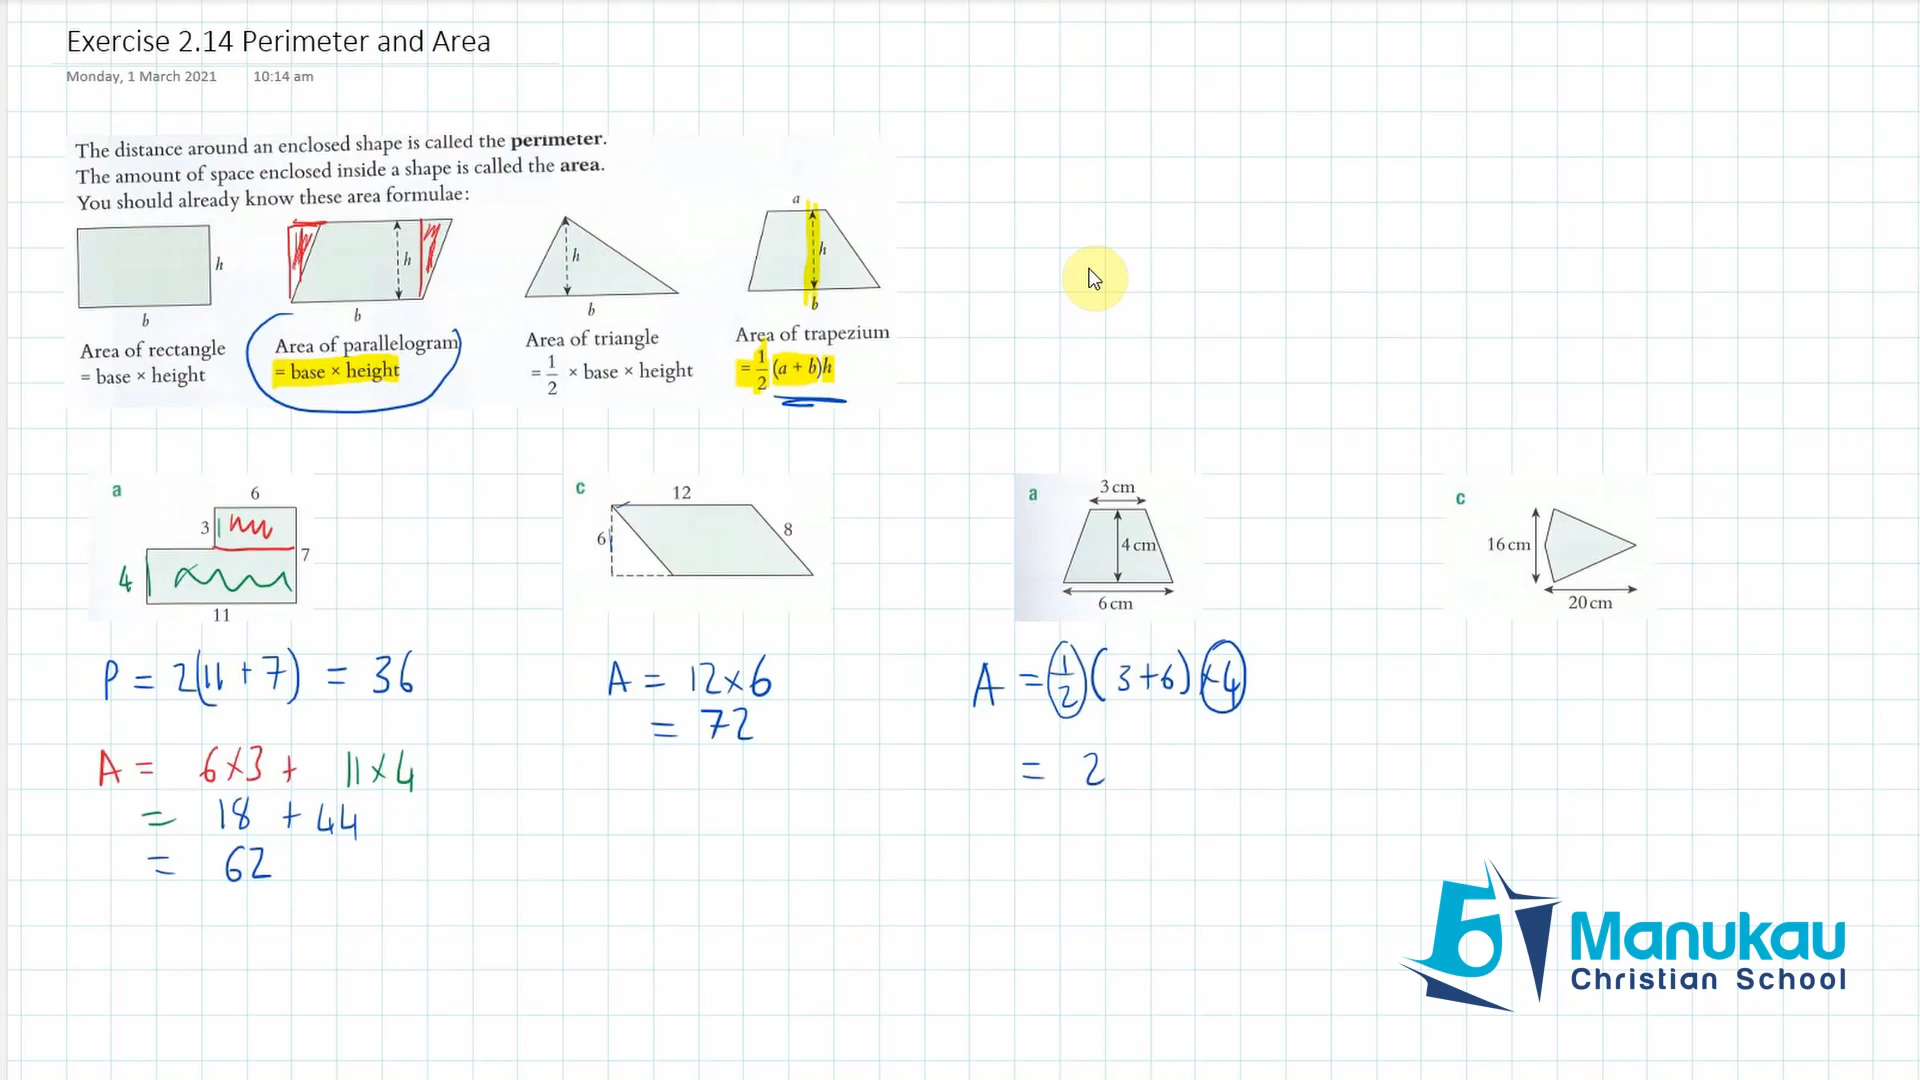 Exercise 2.14 Perimeter and Area
Monday, 1 March 2021 10:14 am
The distance around an enclosed shape is called the perimeter.
The amount of space enclosed inside a shape is called the area.
You should already know these area formulae:
h
b
Area of rectangle
= base × height
h
b
Area of parallelogram
= base × height
h
b
Area of triangle
= 1/2 × base × height
a
h
b
Area of trapezium
= 1/2 (a + b)h
a
6
3
7
4
11
P = 2(11 + 7) = 36
A = 6×3 + 11×4
= 18 + 44
= 62
c
12
6
8
A = 12×6
= 72
a
3 cm
4 cm
6 cm
A = 1/2 (3+6) ×4
= 2
c
16 cm
20 cm
Manukau
Christian School